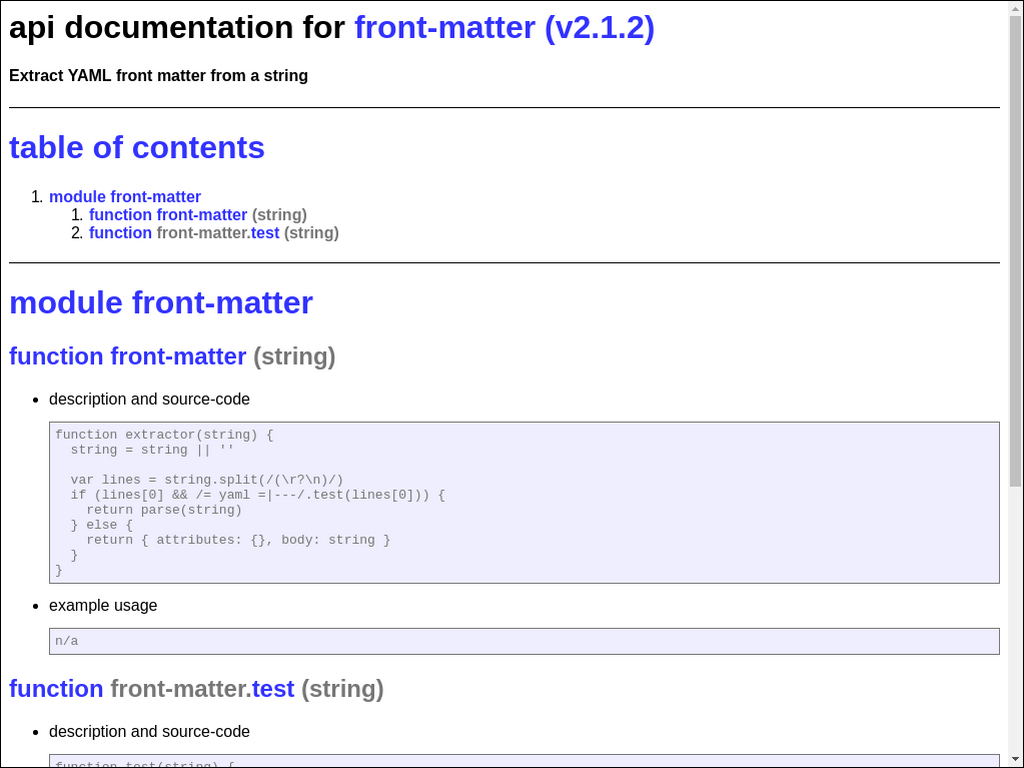 api documentation for front-matter (v2.1.2)
Extract YAML front matter from a string
table of contents
1. module front-matter
1. function front-matter (string)
2. function front-matter.test (string)
module front-matter
function front-matter (string)
• description and source-code
function extractor(string) {
  string = string || ''
  var lines = string.split(/(\r?\n)/)
  if (lines[0] && /= yaml =|---/.test(lines[0])) {
    return parse(string)
  } else {
    return { attributes: {}, body: string }
  }
}
• example usage
n/a
function front-matter.test (string)
• description and source-code
function test(string) {